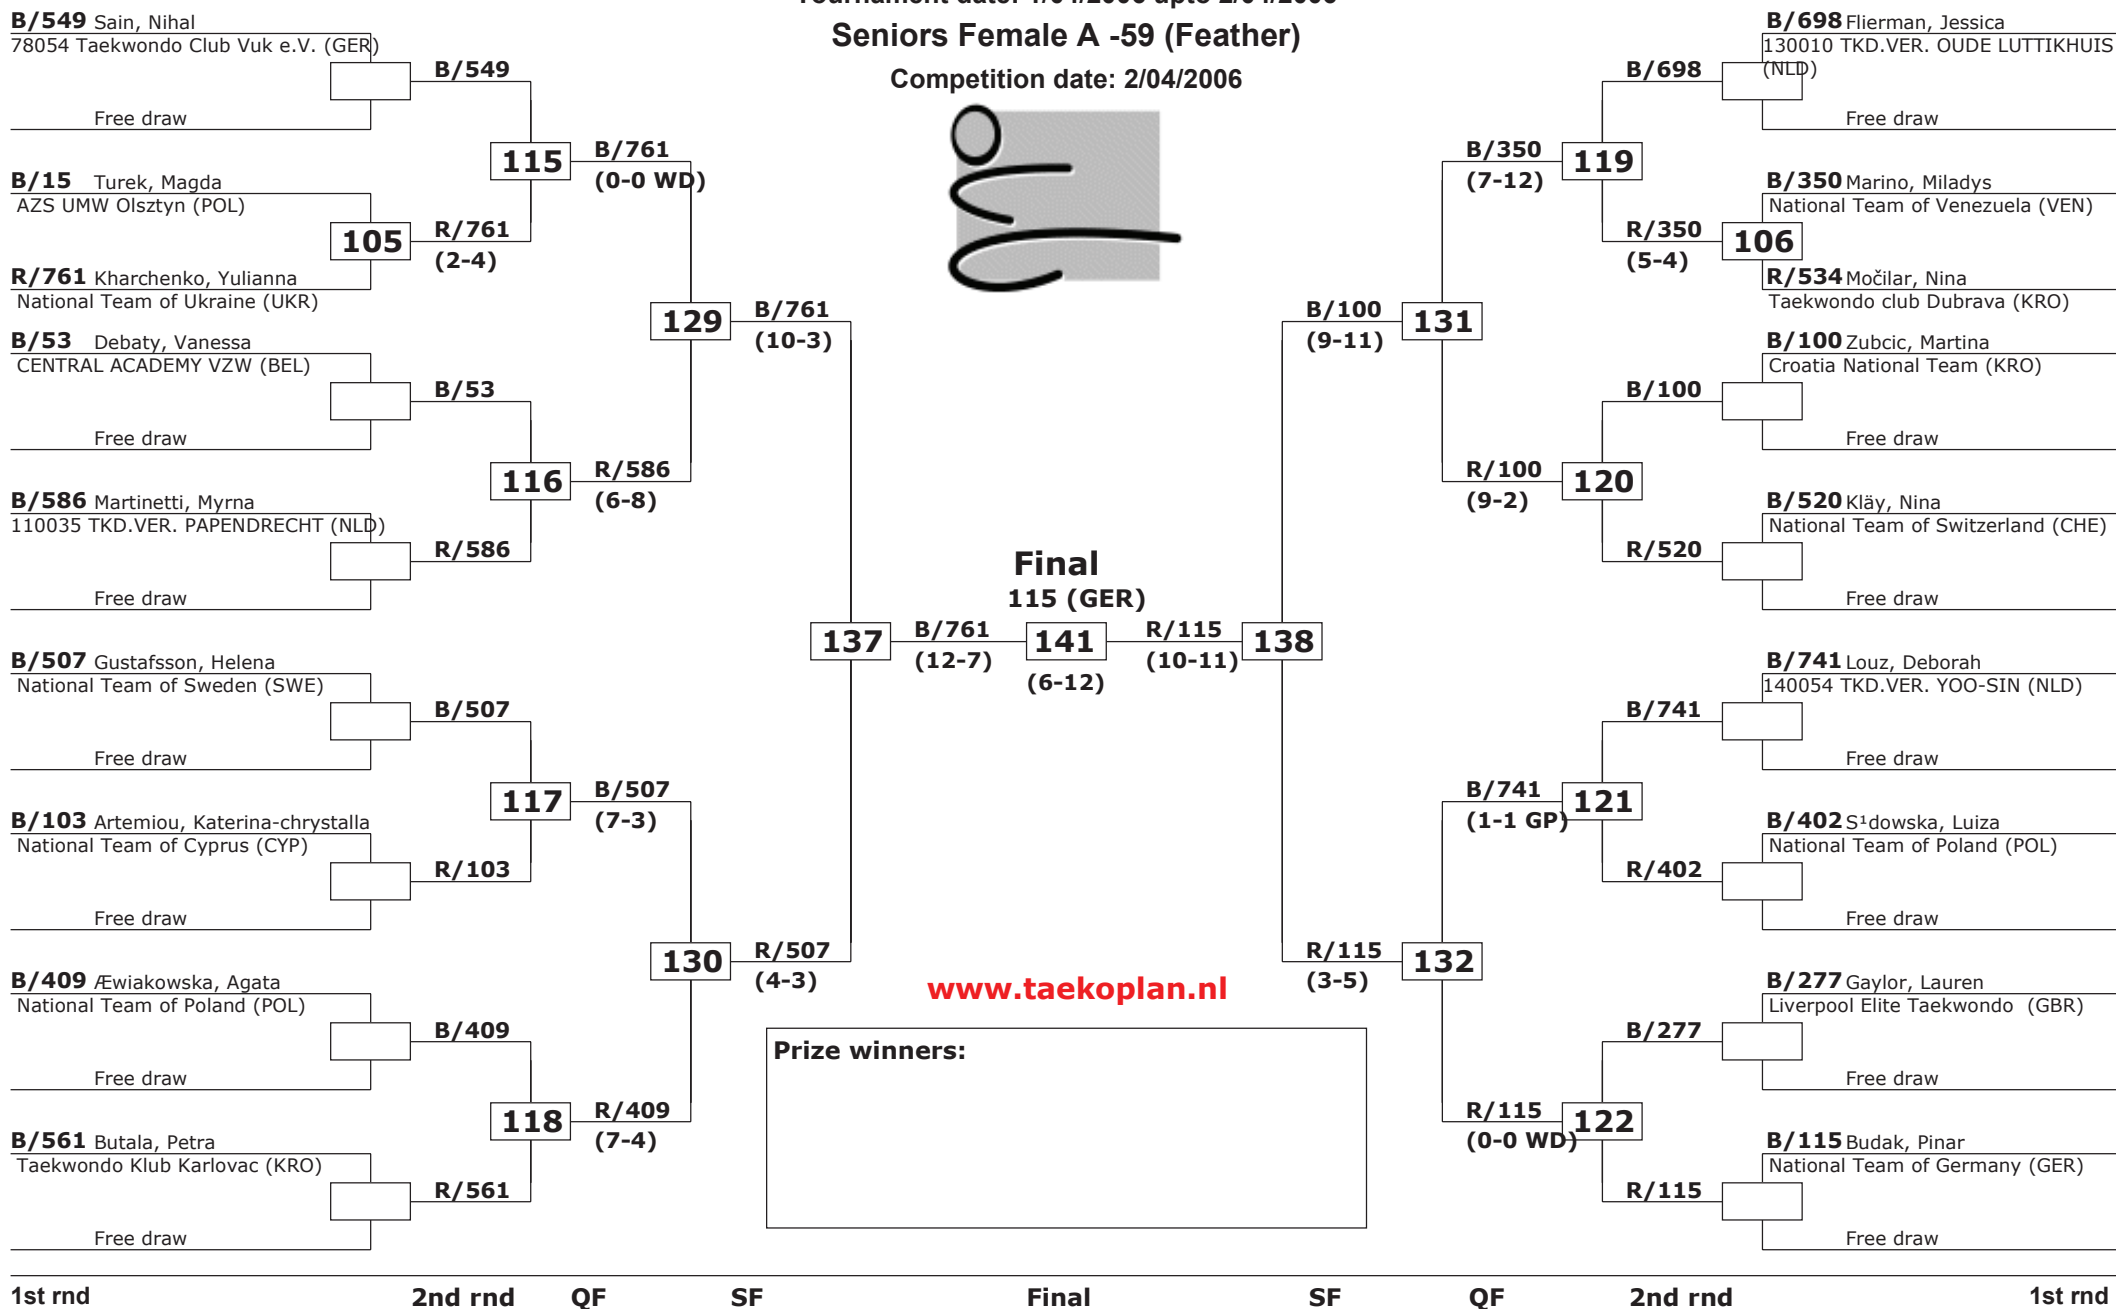 Tournament date: 1/04/2006 upto 2/04/2006
Seniors Female A -59 (Feather)
Competition date: 2/04/2006
B/549 Sain, Nihal
78054 Taekwondo Club Vuk e.V. (GER)
B/549
Free draw
115
B/761
(0-0 WD)
B/15 Turek, Magda
AZS UMW Olsztyn (POL)
105
R/761
(2-4)
R/761 Kharchenko, Yulianna
National Team of Ukraine (UKR)
129
B/761
(10-3)
B/53 Debaty, Vanessa
CENTRAL ACADEMY VZW (BEL)
B/53
Free draw
116
R/586
(6-8)
B/586 Martinetti, Myrna
110035 TKD.VER. PAPENDRECHT (NLD)
R/586
Free draw
137
B/761
(12-7)
B/507 Gustafsson, Helena
National Team of Sweden (SWE)
B/507
Free draw
117
B/507
(7-3)
B/103 Artemiou, Katerina-chrystalla
National Team of Cyprus (CYP)
R/103
Free draw
130
R/507
(4-3)
B/409 Æwiakowska, Agata
National Team of Poland (POL)
B/409
Free draw
118
R/409
(7-4)
B/561 Butala, Petra
Taekwondo Klub Karlovac (KRO)
R/561
Free draw
Final
115 (GER)
141
(6-12)
www.taekoplan.nl
Prize winners:
B/698 Flierman, Jessica
130010 TKD.VER. OUDE LUTTIKHUIS
(NLD)
B/698
Free draw
B/350
(7-12)
119
B/350 Marino, Miladys
National Team of Venezuela (VEN)
R/350
(5-4)
106
R/534 Močilar, Nina
Taekwondo club Dubrava (KRO)
B/100
(9-11)
131
B/100 Zubcic, Martina
Croatia National Team (KRO)
B/100
Free draw
R/100
(9-2)
120
B/520 Kläy, Nina
National Team of Switzerland (CHE)
R/520
Free draw
R/115
(10-11)
138
B/741 Louz, Deborah
140054 TKD.VER. YOO-SIN (NLD)
B/741
Free draw
B/741
(1-1 GP)
121
B/402 S¹dowska, Luiza
National Team of Poland (POL)
R/402
Free draw
R/115
(3-5)
132
B/277 Gaylor, Lauren
Liverpool Elite Taekwondo (GBR)
B/277
Free draw
R/115
(0-0 WD)
122
B/115 Budak, Pinar
National Team of Germany (GER)
R/115
Free draw
1st rnd 2nd rnd QF SF Final SF QF 2nd rnd 1st rnd